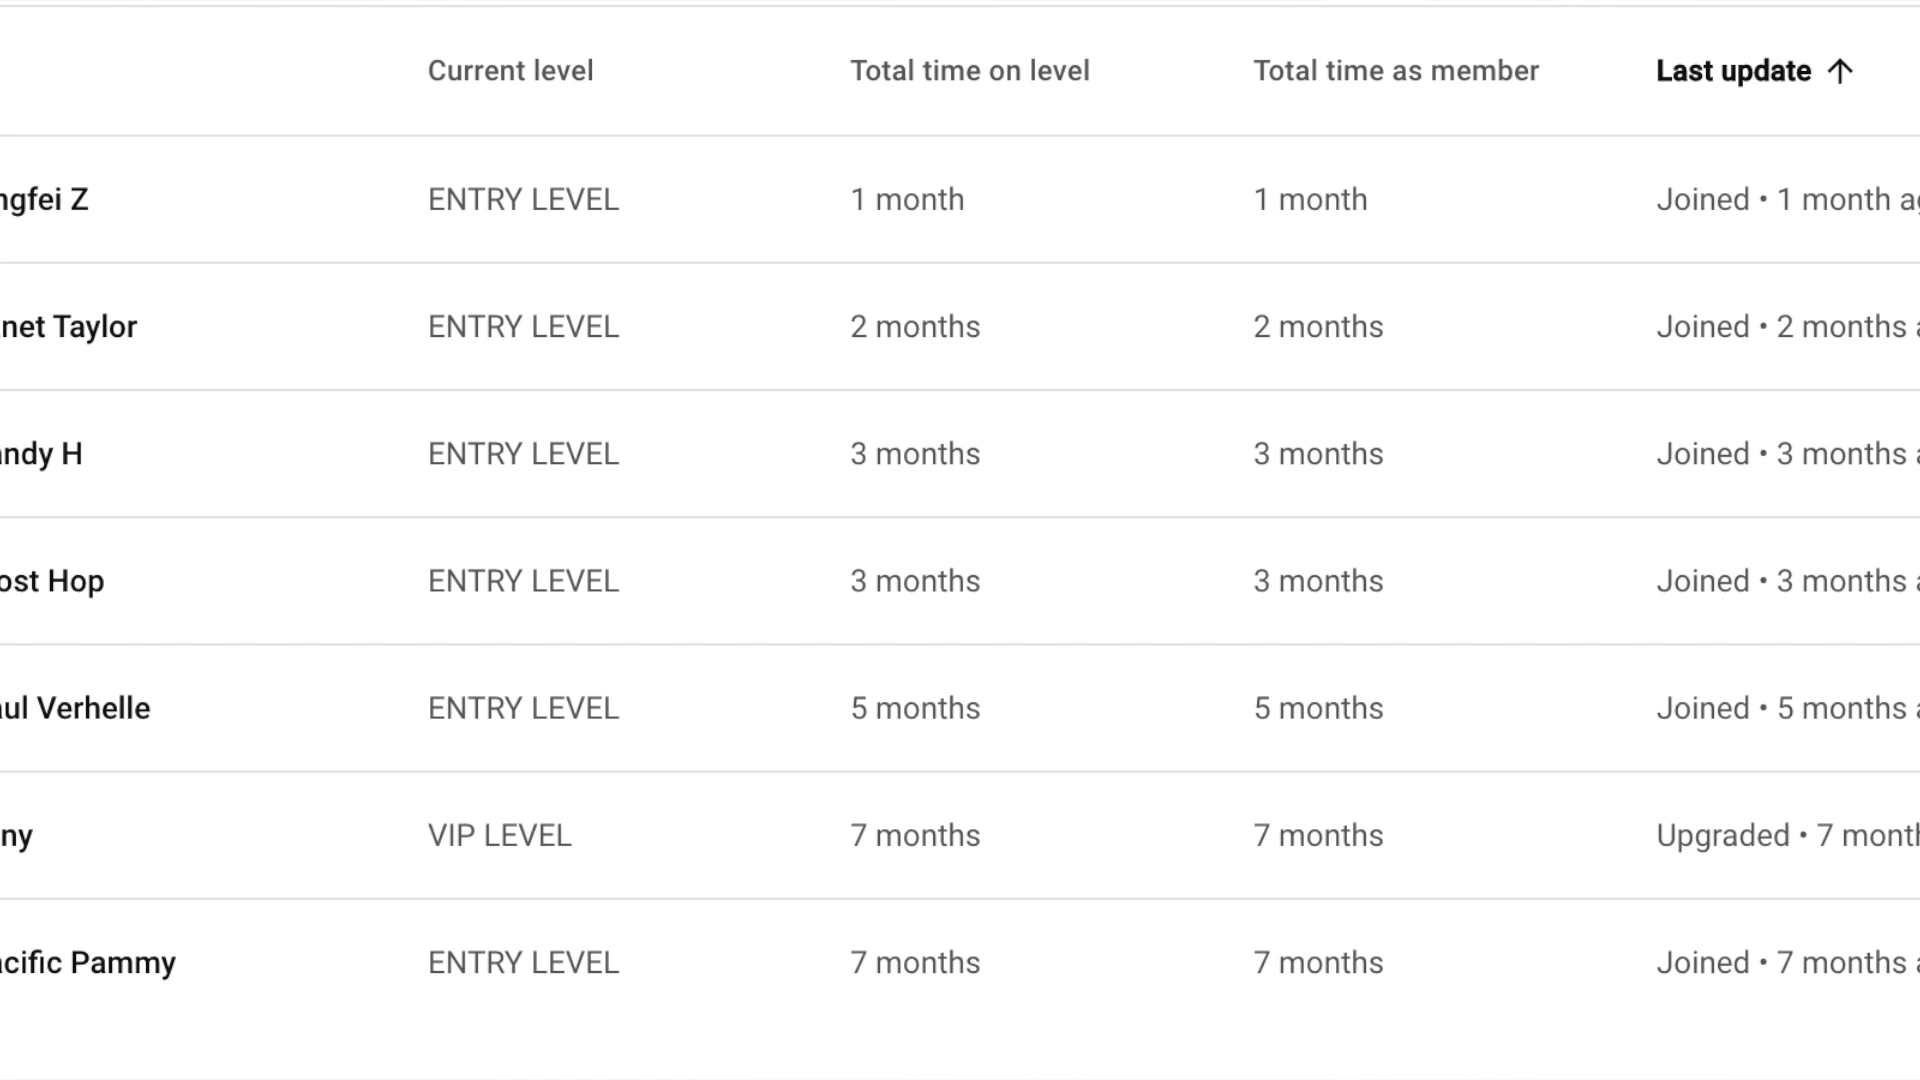 Current level Total time on level Total time as member Last update ↑
ngfei Z ENTRY LEVEL 1 month 1 month Joined • 1 month a
net Taylor ENTRY LEVEL 2 months 2 months Joined • 2 months
andy H ENTRY LEVEL 3 months 3 months Joined • 3 months
ost Hop ENTRY LEVEL 3 months 3 months Joined • 3 months
aul Verhelle ENTRY LEVEL 5 months 5 months Joined • 5 months
ny VIP LEVEL 7 months 7 months Upgraded • 7 month
acific Pammy ENTRY LEVEL 7 months 7 months Joined • 7 months